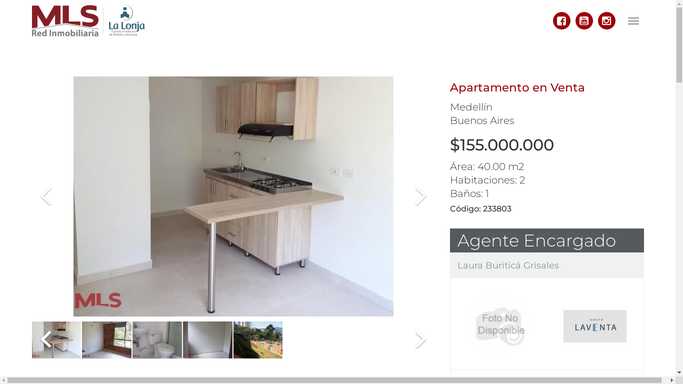 MLS
Red Inmobiliaria
La Lonja
Apartamento en Venta
Medellín
Buenos Aires
$155.000.000
Área: 40.00 m2
Habitaciones: 2
Baños: 1
Código: 233803
MLS
Agente Encargado
Laura Buriticá Grisales
Foto No
Disponible
LAVENTA